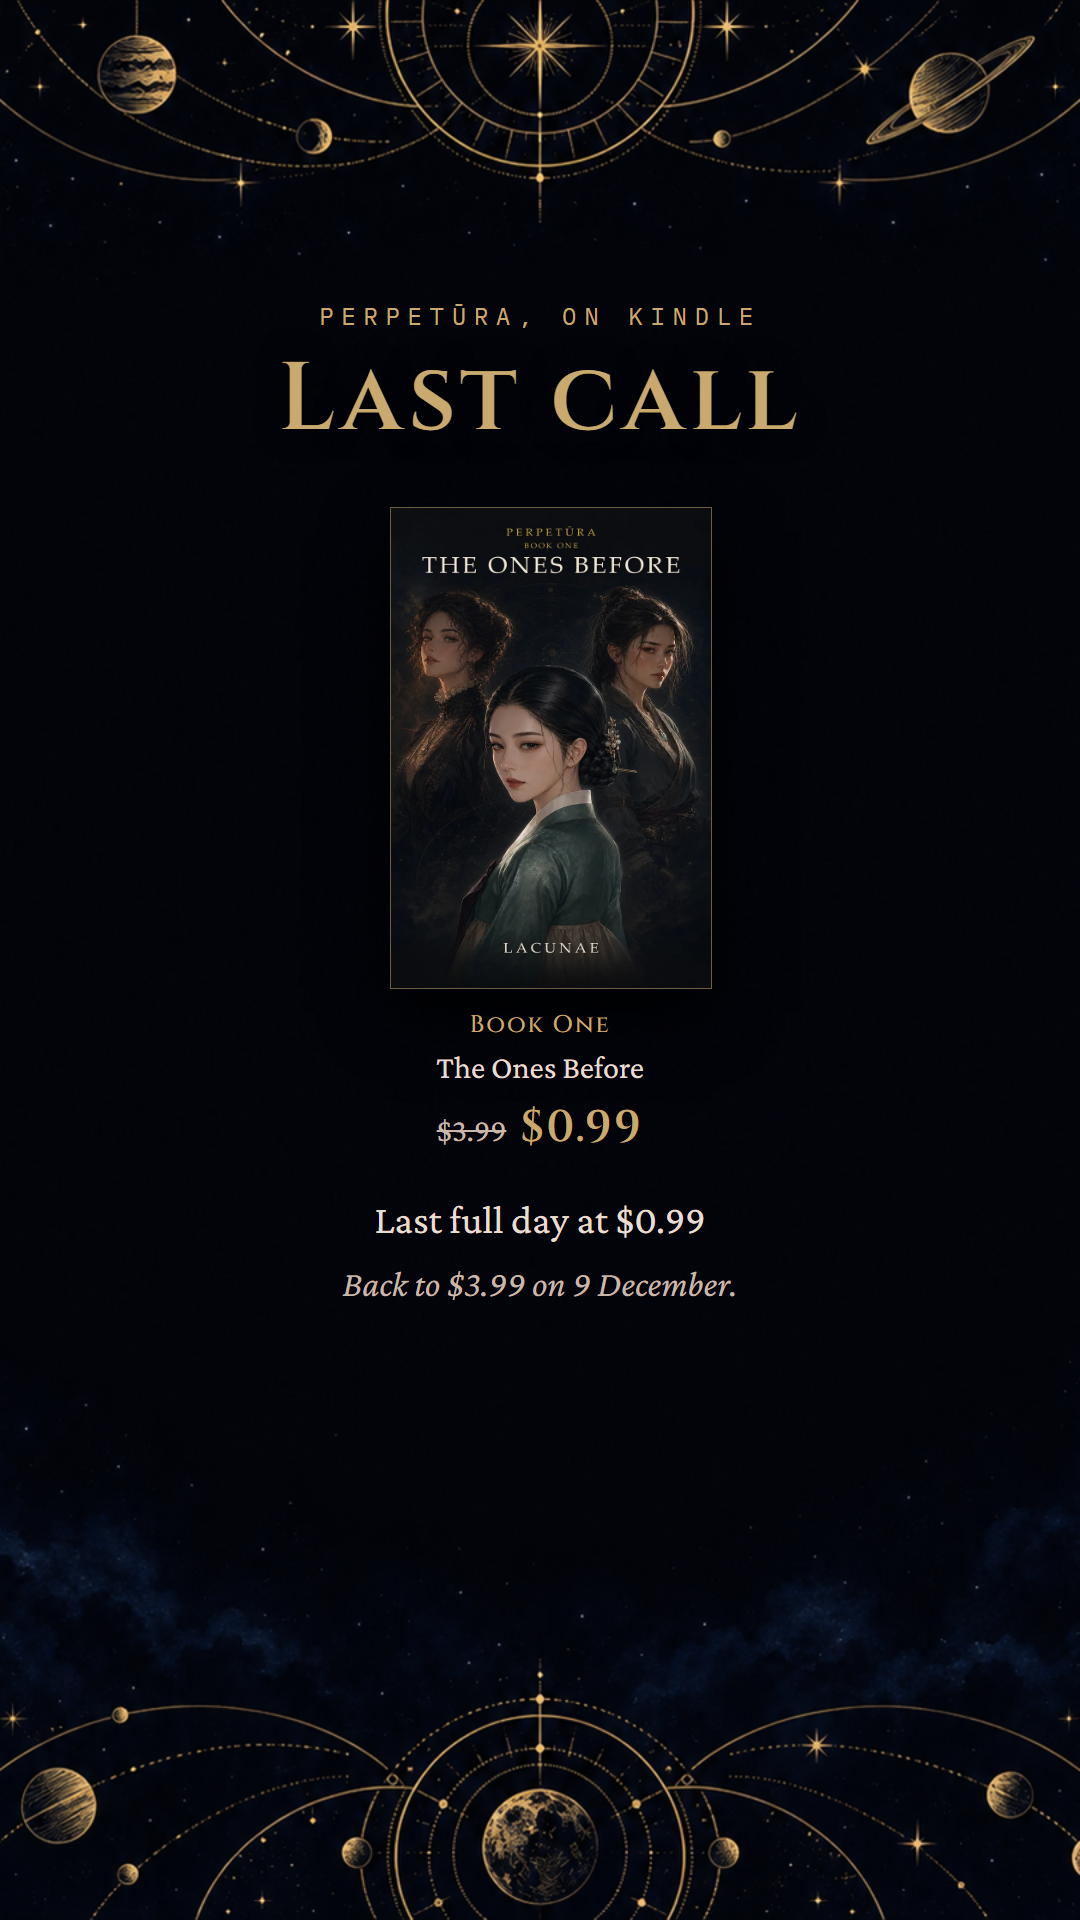 PERPETŪRA, ON KINDLE
LAST CALL
PERPETŪRA
BOOK ONE
THE ONES BEFORE
LACUNAE
BOOK ONE
The Ones Before
$3.99 $0.99
Last full day at $0.99
Back to $3.99 on 9 December.